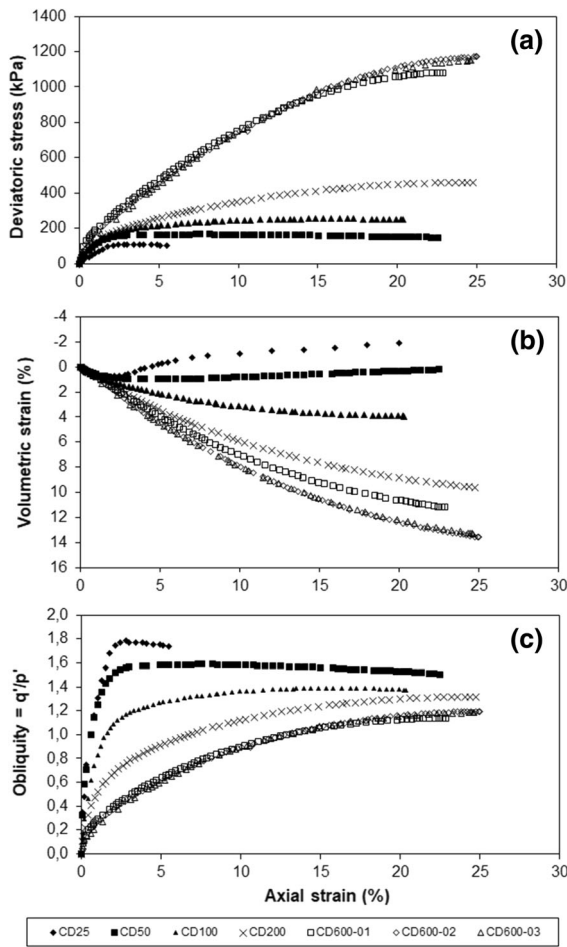 (a)
Deviatoric stress (kPa)
1400
1200
1000
800
600
400
200
0
0 5 10 15 20 25 30
(b)
Volumetric strain (%)
-4
-2
0
2
4
6
8
10
12
14
16
0 5 10 15 20 25 30
(c)
Obliquity = q'/p'
2,0
1,8
1,6
1,4
1,2
1,0
0,8
0,6
0,4
0,2
0,0
0 5 10 15 20 25 30
Axial strain (%)
CD25 CD50 CD100 CD200 CD600-01 CD600-02 CD600-03